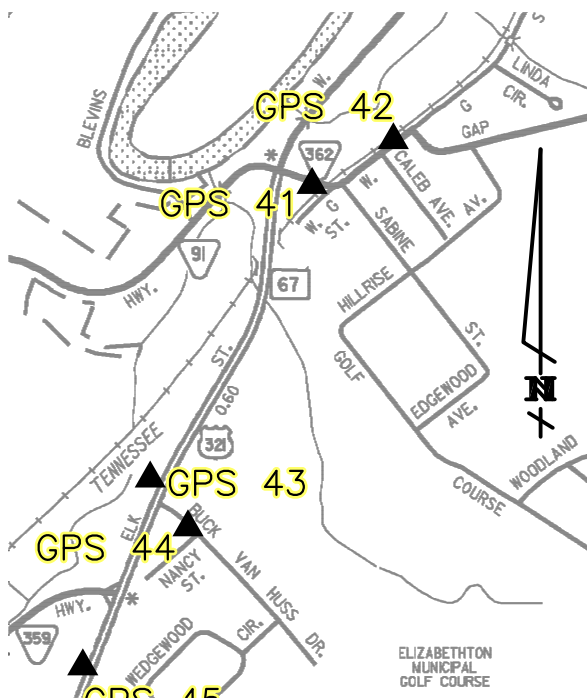 S
LINDA
CIR.
W.
GPS 42
G
GAP
BLEVINS
*
362
CALEB AVE.
W.
GPS 41
AV.
W. G
ST.
SABINE
91
67
HWY.
HILLRISE
ST.
ST.
GOLF
N
EDGEWOOD
AVE.
0.60
321
TENNESSEE
WOODLAND
GPS 43
COURSE
ELK
BUCK
GPS 44
NANCY
ST.
VAN HUSS
DR.
HWY.
*
359
WEDGEWOOD
CIR.
ELIZABETHTON
MUNICIPAL
GOLF COURSE
GPS 45